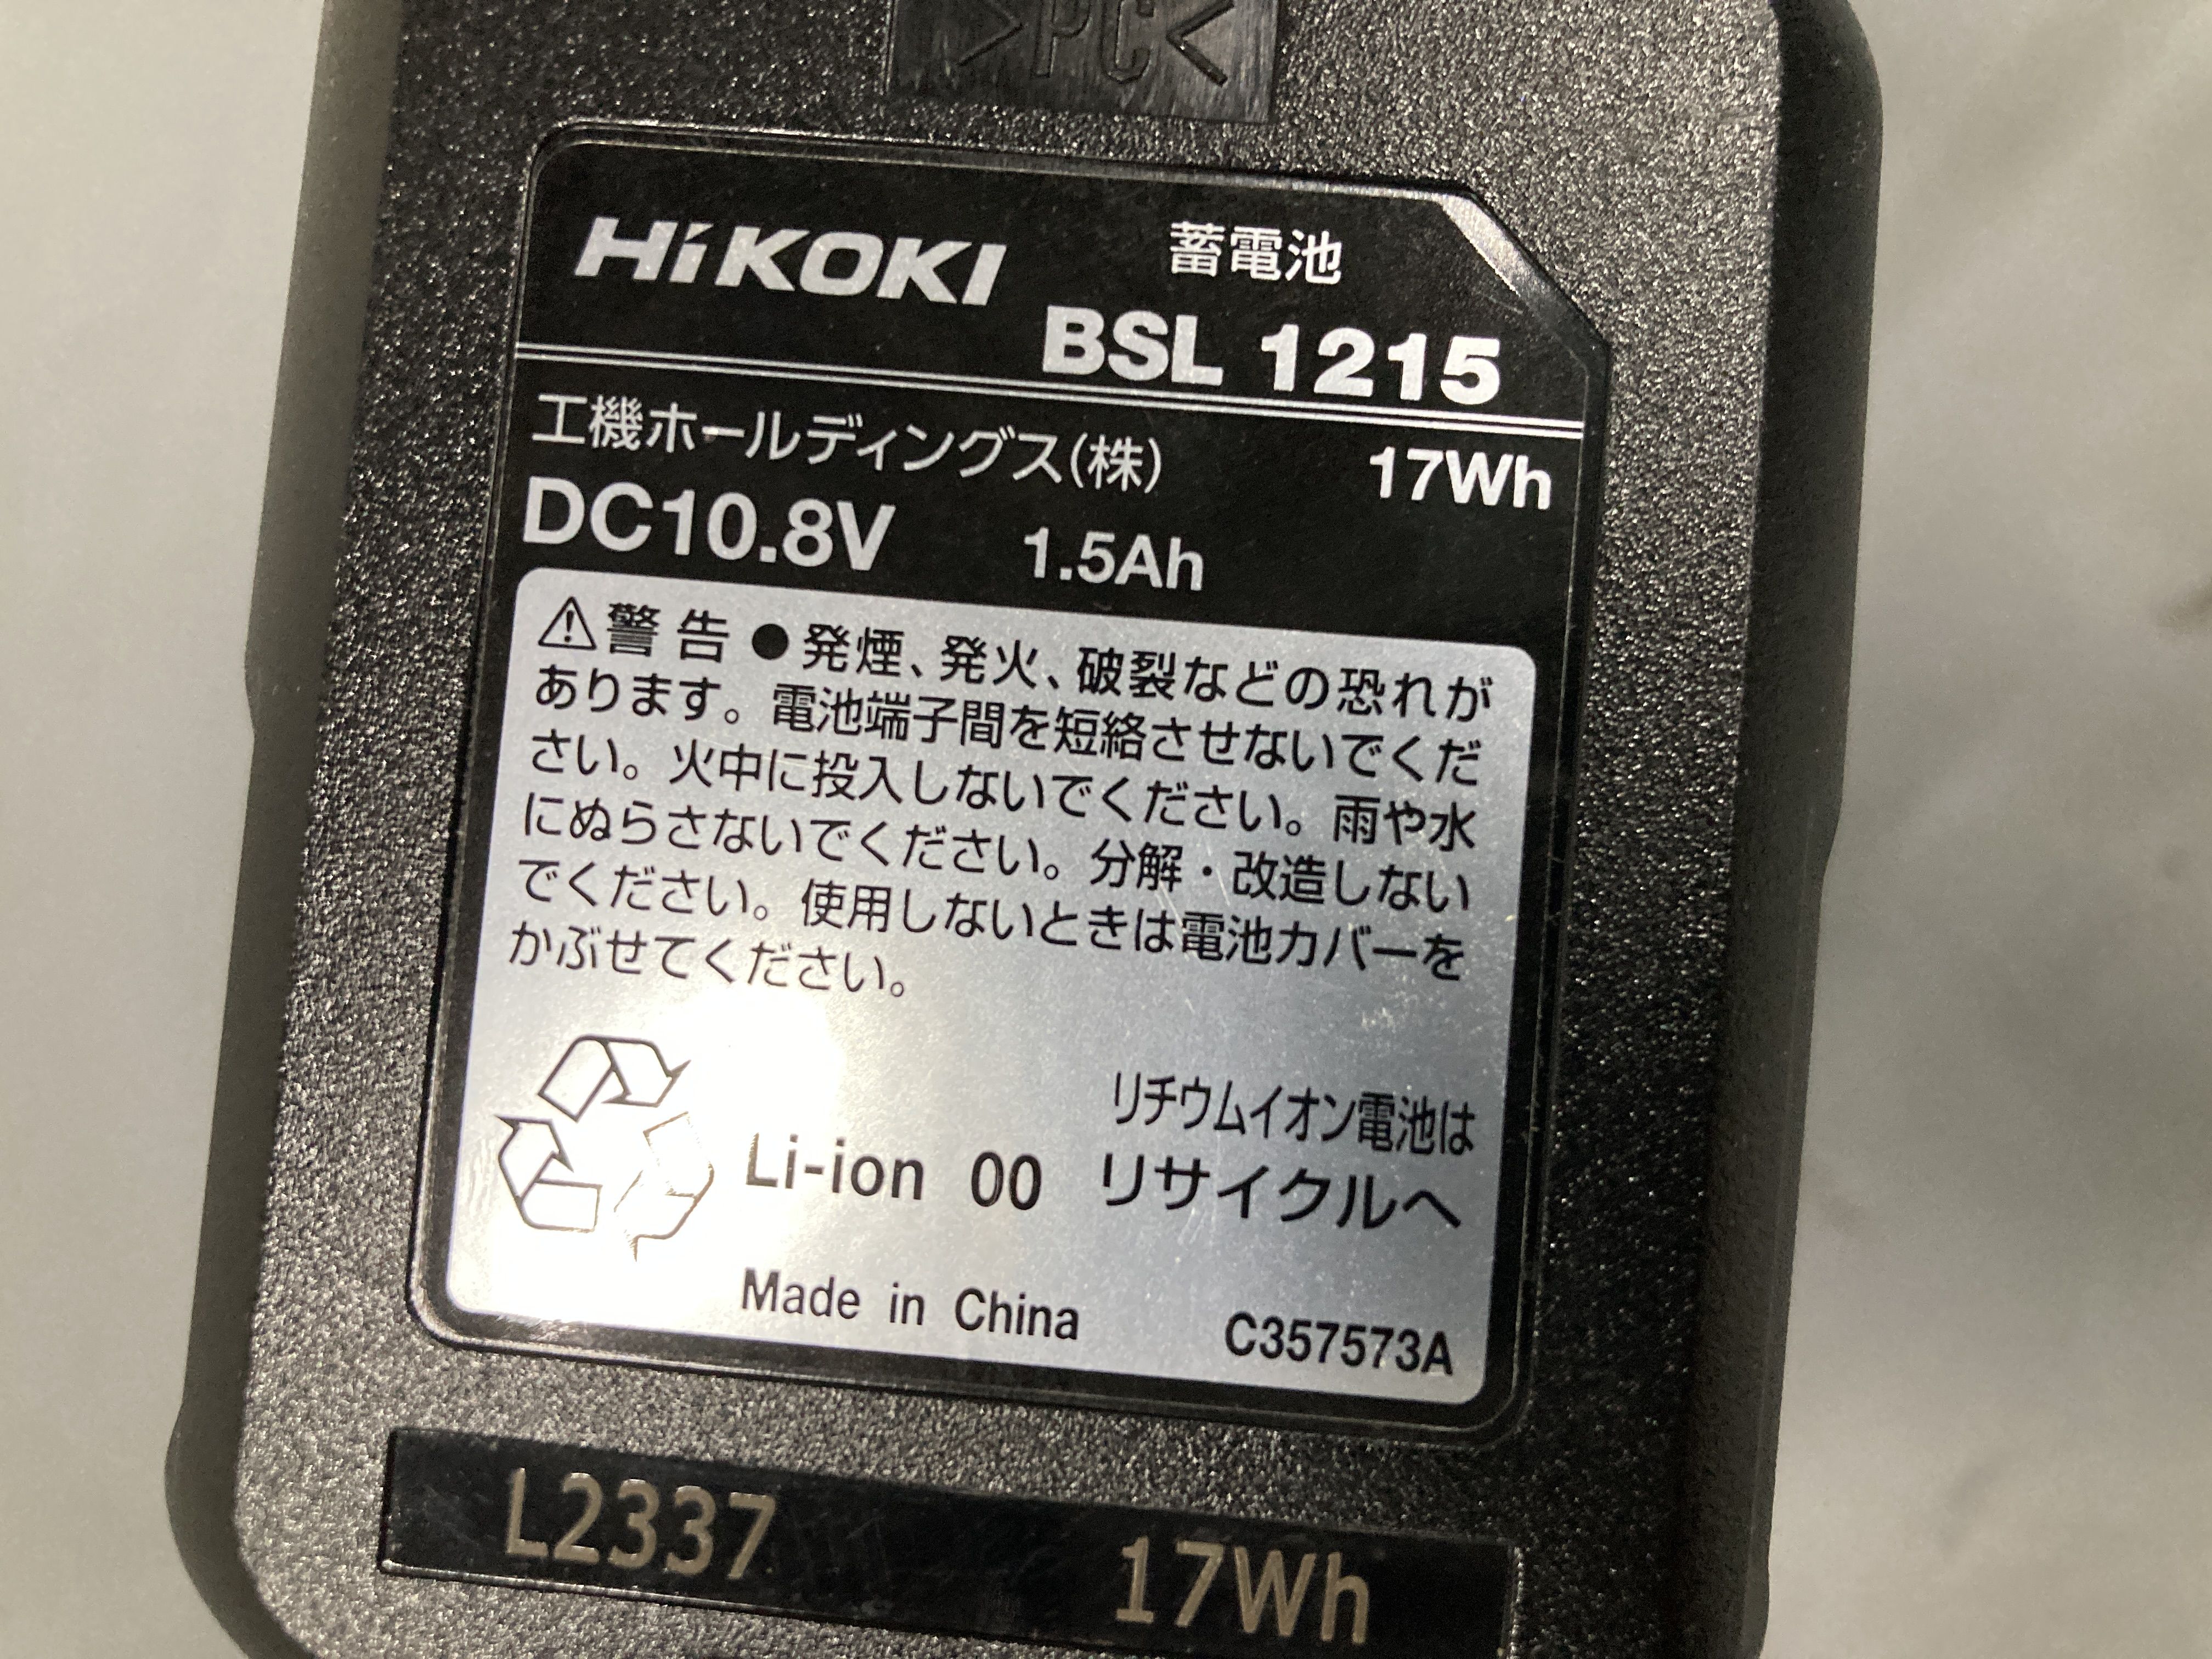 >PC<
HiKOKI 蓄電池
BSL 1215
工機ホールディングス(株) 17Wh
DC10.8V 1.5Ah
⚠警告 ●発煙、発火、破裂などの恐れが
あります。電池端子間を短絡させないでくだ
さい。火中に投入しないでください。雨や水
にぬらさないでください。分解・改造しない
でください。使用しないときは電池カバーを
かぶせてください。
リチウムイオン電池は
Li-ion 00 リサイクルへ
Made in China C357573A
L2337 17Wh